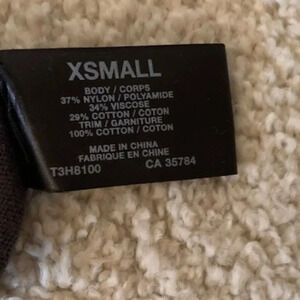 XSMALL
BODY / CORPS
37% NYLON / POLYAMIDE
34% VISCOSE
29% COTTON / COTON
TRIM / GARNITURE
100% COTTON / COTON
MADE IN CHINA
FABRIQUE EN CHINE
T3H8100 CA 35784